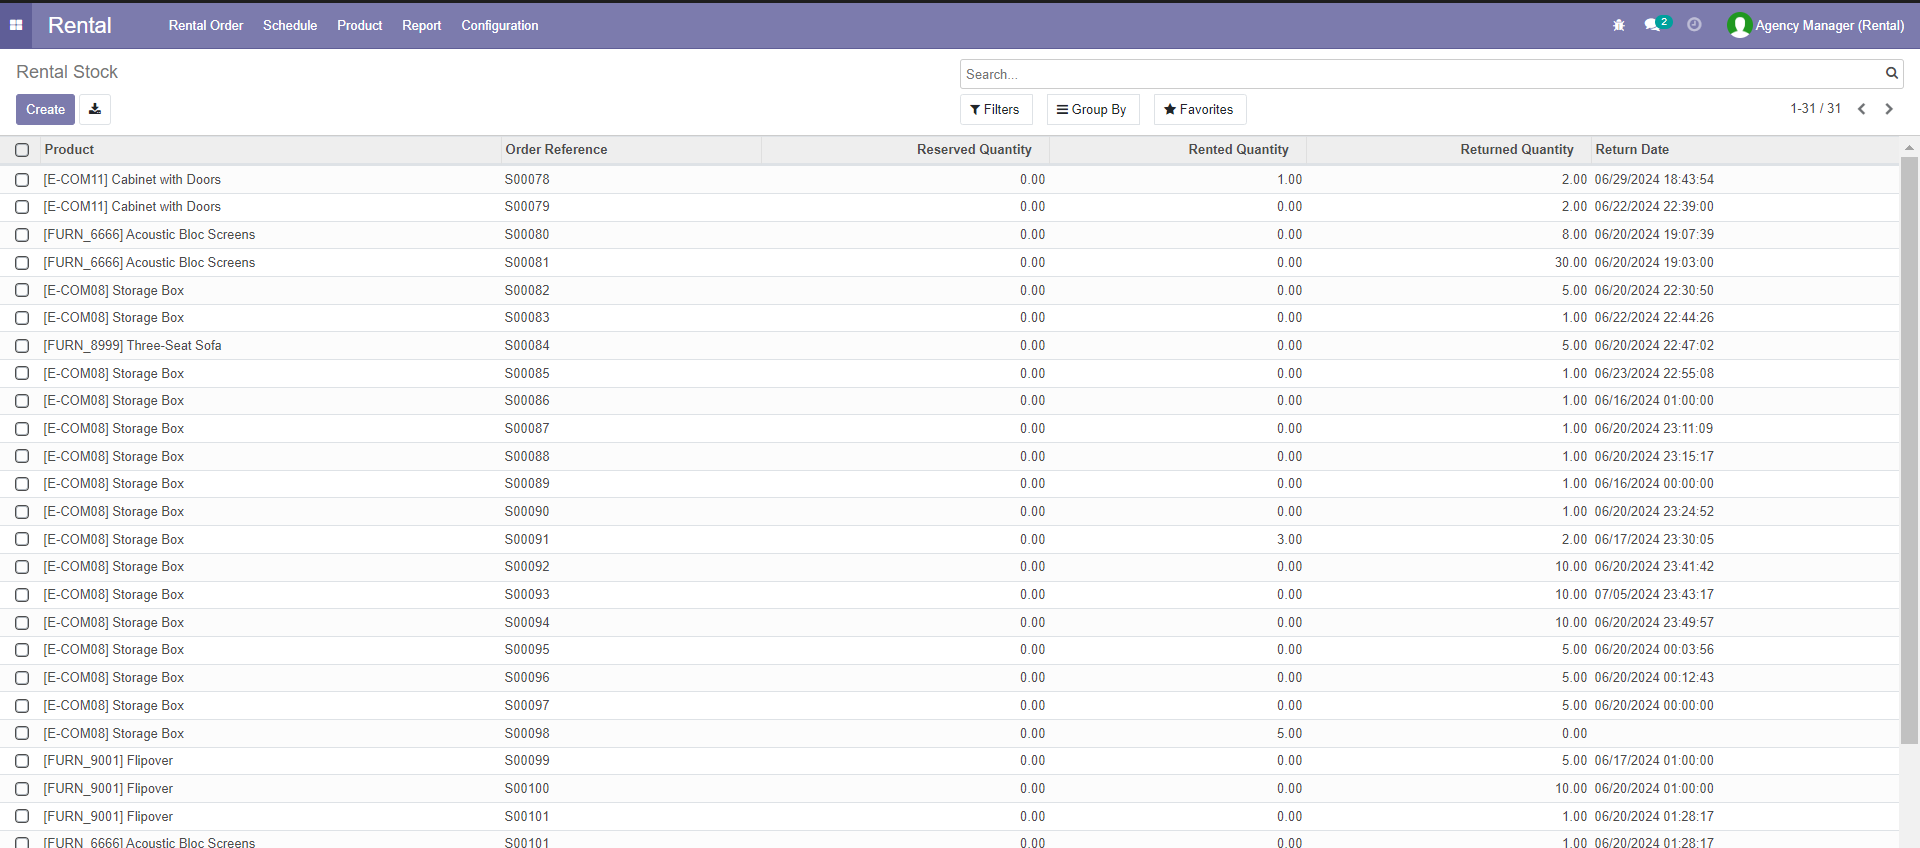 Rental Rental Order Schedule Product Report Configuration 2 Agency Manager (Rental)
Rental Stock Search...
Create Filters Group By Favorites 1-31 / 31
Product Order Reference Reserved Quantity Rented Quantity Returned Quantity Return Date
[E-COM11] Cabinet with Doors S00078 0.00 1.00 2.00 06/29/2024 18:43:54
[E-COM11] Cabinet with Doors S00079 0.00 0.00 2.00 06/22/2024 22:39:00
[FURN_6666] Acoustic Bloc Screens S00080 0.00 0.00 8.00 06/20/2024 19:07:39
[FURN_6666] Acoustic Bloc Screens S00081 0.00 0.00 30.00 06/20/2024 19:03:00
[E-COM08] Storage Box S00082 0.00 0.00 5.00 06/20/2024 22:30:50
[E-COM08] Storage Box S00083 0.00 0.00 1.00 06/22/2024 22:44:26
[FURN_8999] Three-Seat Sofa S00084 0.00 0.00 5.00 06/20/2024 22:47:02
[E-COM08] Storage Box S00085 0.00 0.00 1.00 06/23/2024 22:55:08
[E-COM08] Storage Box S00086 0.00 0.00 1.00 06/16/2024 01:00:00
[E-COM08] Storage Box S00087 0.00 0.00 1.00 06/20/2024 23:11:09
[E-COM08] Storage Box S00088 0.00 0.00 1.00 06/20/2024 23:15:17
[E-COM08] Storage Box S00089 0.00 0.00 1.00 06/16/2024 00:00:00
[E-COM08] Storage Box S00090 0.00 0.00 1.00 06/20/2024 23:24:52
[E-COM08] Storage Box S00091 0.00 3.00 2.00 06/17/2024 23:30:05
[E-COM08] Storage Box S00092 0.00 0.00 10.00 06/20/2024 23:41:42
[E-COM08] Storage Box S00093 0.00 0.00 10.00 07/05/2024 23:43:17
[E-COM08] Storage Box S00094 0.00 0.00 10.00 06/20/2024 23:49:57
[E-COM08] Storage Box S00095 0.00 0.00 5.00 06/20/2024 00:03:56
[E-COM08] Storage Box S00096 0.00 0.00 5.00 06/20/2024 00:12:43
[E-COM08] Storage Box S00097 0.00 0.00 5.00 06/20/2024 00:00:00
[E-COM08] Storage Box S00098 0.00 5.00 0.00
[FURN_9001] Flipover S00099 0.00 0.00 5.00 06/17/2024 01:00:00
[FURN_9001] Flipover S00100 0.00 0.00 10.00 06/20/2024 01:00:00
[FURN_9001] Flipover S00101 0.00 0.00 1.00 06/20/2024 01:28:17
[FURN_6666] Acoustic Bloc Screens S00101 0.00 0.00 1.00 06/20/2024 01:28:17